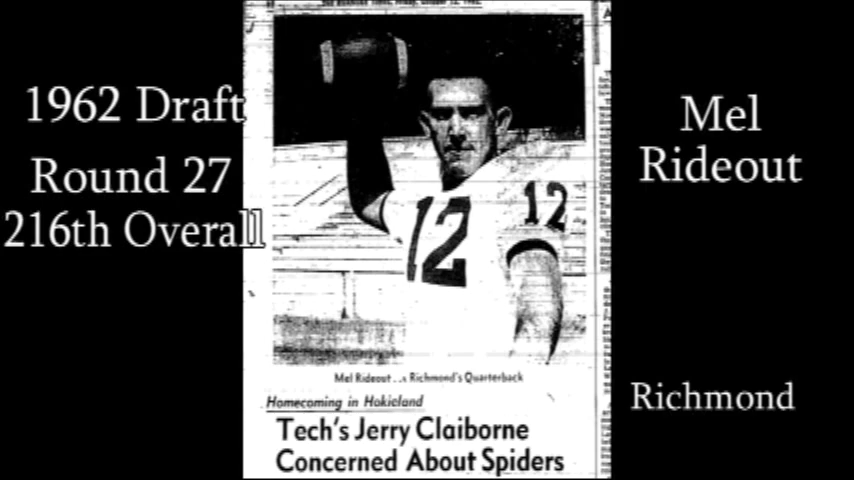 1962 Draft
Round 27
216th Overall
12
12
Mel Rideout . . . Richmond's Quarterback
Homecoming in Hokieland
Tech's Jerry Claiborne
Concerned About Spiders
Mel
Rideout
Richmond